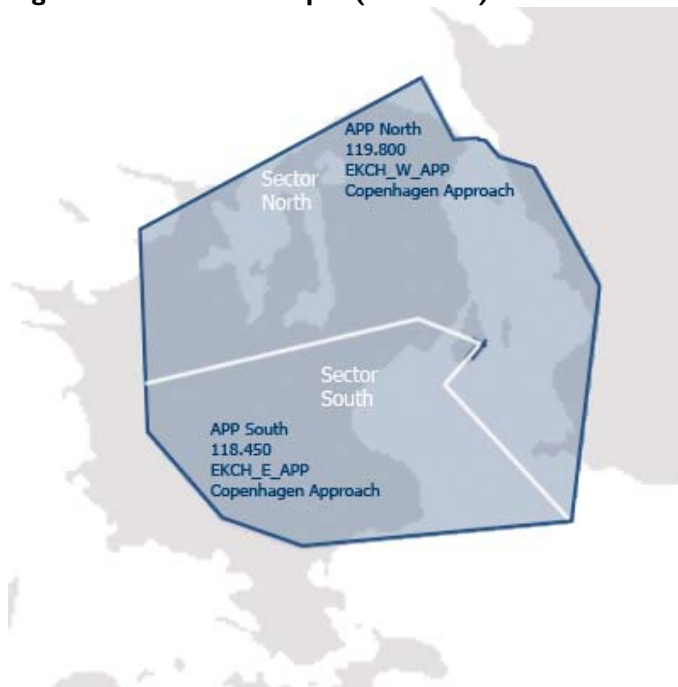 APP North
119.800
EKCH_W_APP
Copenhagen Approach
Sector
North
Sector
South
APP South
118.450
EKCH_E_APP
Copenhagen Approach